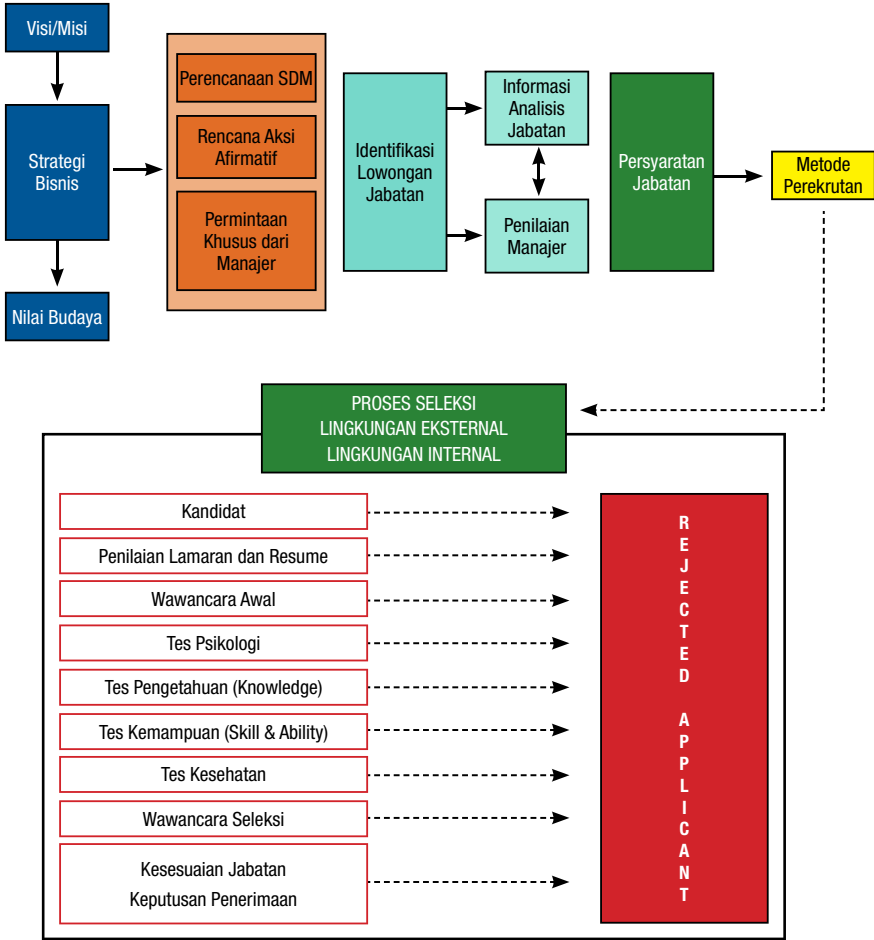 Visi/Misi
Strategi
Bisnis
Nilai Budaya
Perencanaan SDM
Rencana Aksi
Afirmatif
Permintaan
Khusus dari
Manajer
Identifikasi
Lowongan
Jabatan
Informasi
Analisis
Jabatan
Penilaian
Manajer
Persyaratan
Jabatan
Metode
Perekrutan
PROSES SELEKSI
LINGKUNGAN EKSTERNAL
LINGKUNGAN INTERNAL
Kandidat
Penilaian Lamaran dan Resume
Wawancara Awal
Tes Psikologi
Tes Pengetahuan (Knowledge)
Tes Kemampuan (Skill & Ability)
Tes Kesehatan
Wawancara Seleksi
Kesesuaian Jabatan
Keputusan Penerimaan
REJECTED APPLICANT